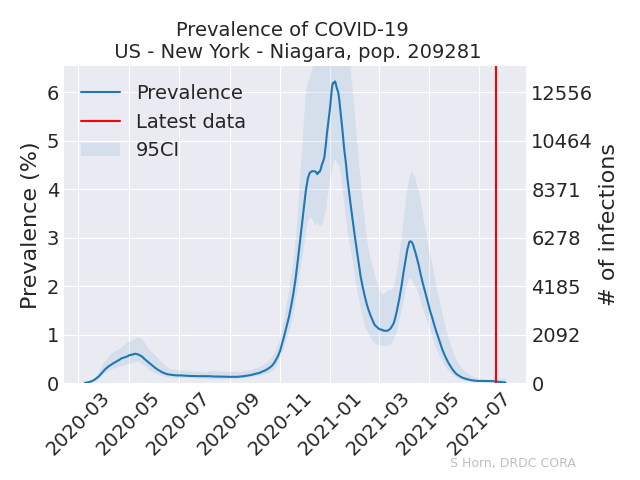 Prevalence of COVID-19
US - New York - Niagara, pop. 209281
Prevalence
Latest data
95CI
Prevalence (%)
6
5
4
3
2
1
0
12556
10464
8371
6278
4185
2092
0
# of infections
2020-03
2020-05
2020-07
2020-09
2020-11
2021-01
2021-03
2021-05
2021-07
S Horn, DRDC CORA